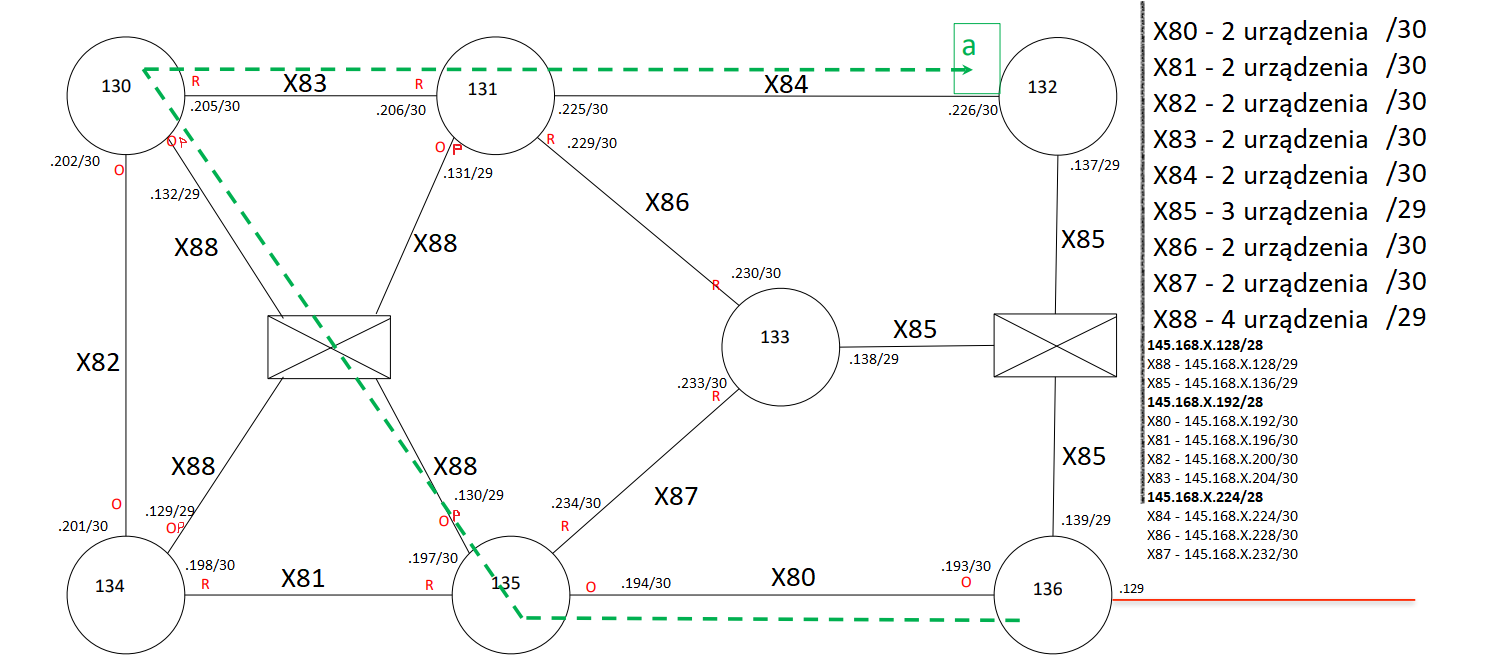 a
130
R
X83
R
131
X84
132
.205/30
.206/30
.225/30
.226/30
O
P
O
P
R
.229/30
.202/30
O
.131/29
.137/29
.132/29
X86
X88
X88
X85
.230/30
R
X82
133
X85
.138/29
.233/30
R
X88
X88
X85
.130/29
X87
O
.129/29
O
P
.234/30
.201/30
O
P
R
.139/29
.198/30
.197/30
.193/30
134
R
X81
R
135
O
.194/30
X80
O
136
.129
X80 - 2 urządzenia /30
X81 - 2 urządzenia /30
X82 - 2 urządzenia /30
X83 - 2 urządzenia /30
X84 - 2 urządzenia /30
X85 - 3 urządzenia /29
X86 - 2 urządzenia /30
X87 - 2 urządzenia /30
X88 - 4 urządzenia /29
145.168.X.128/28
X88 - 145.168.X.128/29
X85 - 145.168.X.136/29
145.168.X.192/28
X80 - 145.168.X.192/30
X81 - 145.168.X.196/30
X82 - 145.168.X.200/30
X83 - 145.168.X.204/30
145.168.X.224/28
X84 - 145.168.X.224/30
X86 - 145.168.X.228/30
X87 - 145.168.X.232/30